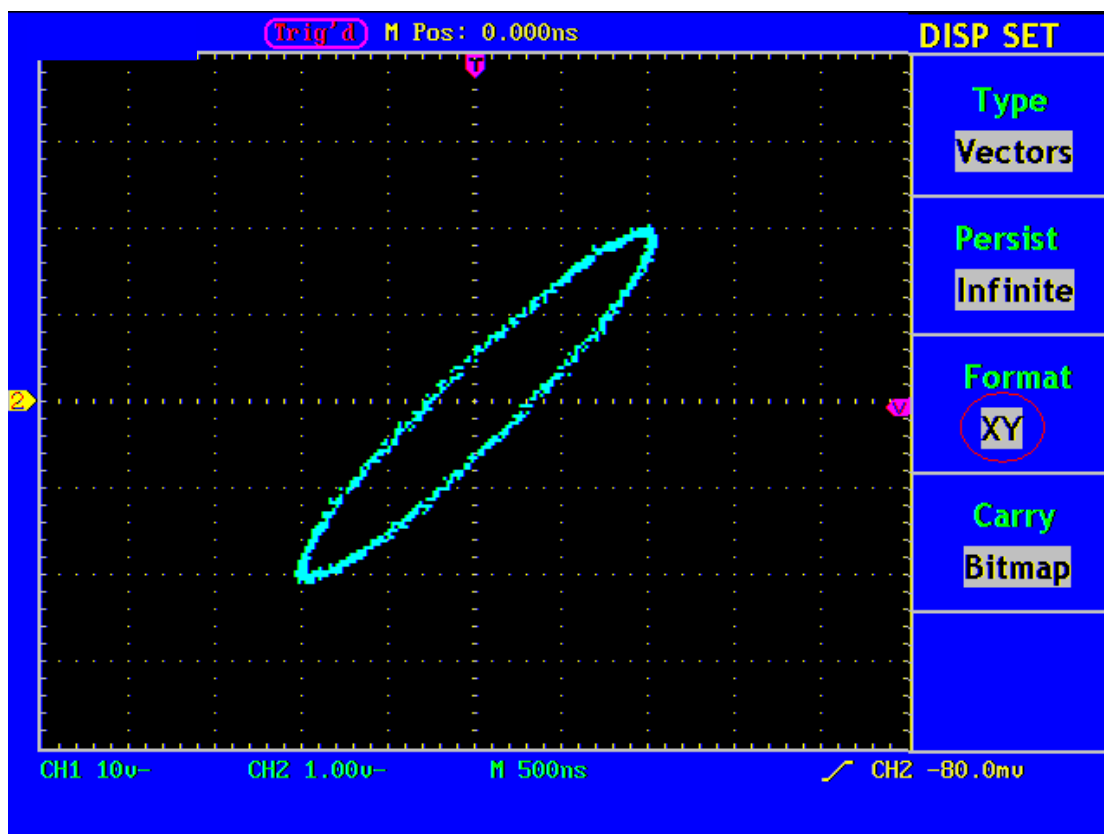 Trig'd M Pos: 0.000ns
DISP SET
T
Type
Vectors
Persist
Infinite
2
Format
XY
V
Carry
Bitmap
CH1 10v- CH2 1.00v- M 500ns CH2 -80.0mv